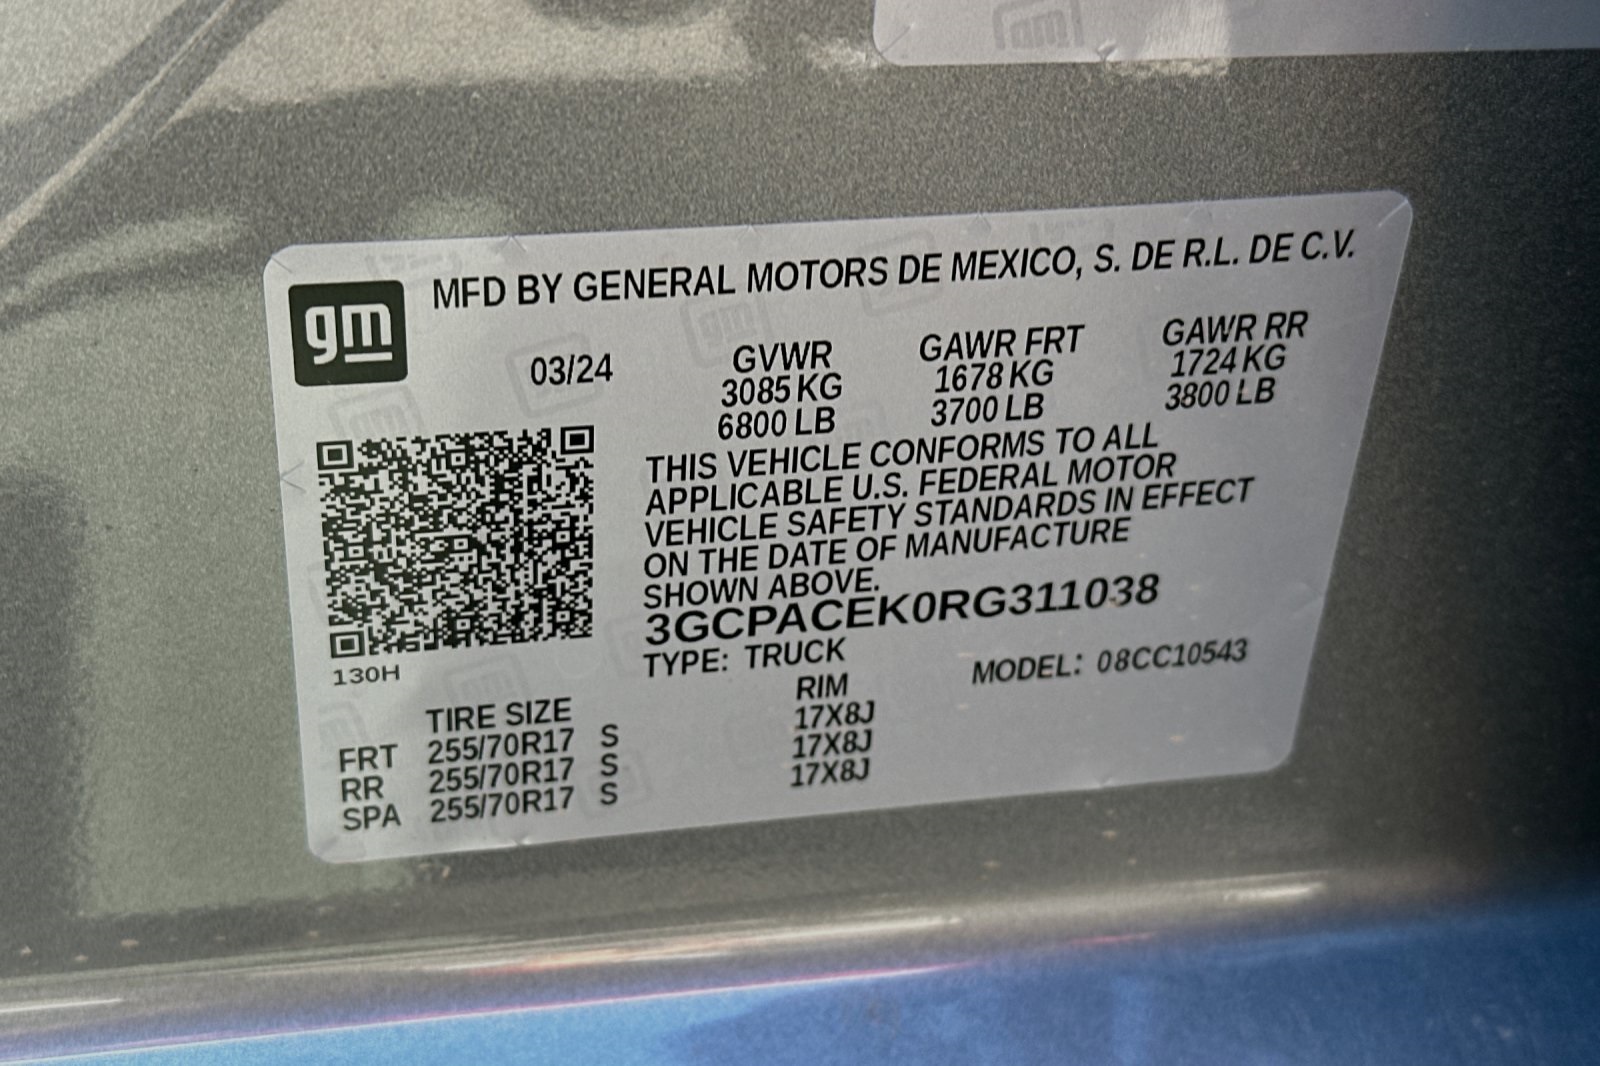 gm
MFD BY GENERAL MOTORS DE MEXICO, S. DE R.L. DE C.V.
03/24 GVWR GAWR FRT GAWR RR
3085 KG 1678 KG 1724 KG
6800 LB 3700 LB 3800 LB
THIS VEHICLE CONFORMS TO ALL
APPLICABLE U.S. FEDERAL MOTOR
VEHICLE SAFETY STANDARDS IN EFFECT
ON THE DATE OF MANUFACTURE
SHOWN ABOVE.
3GCPACEK0RG311038
130H
TYPE: TRUCK MODEL: 08CC10543
TIRE SIZE RIM
FRT 255/70R17 S 17X8J
RR 255/70R17 S 17X8J
SPA 255/70R17 S 17X8J